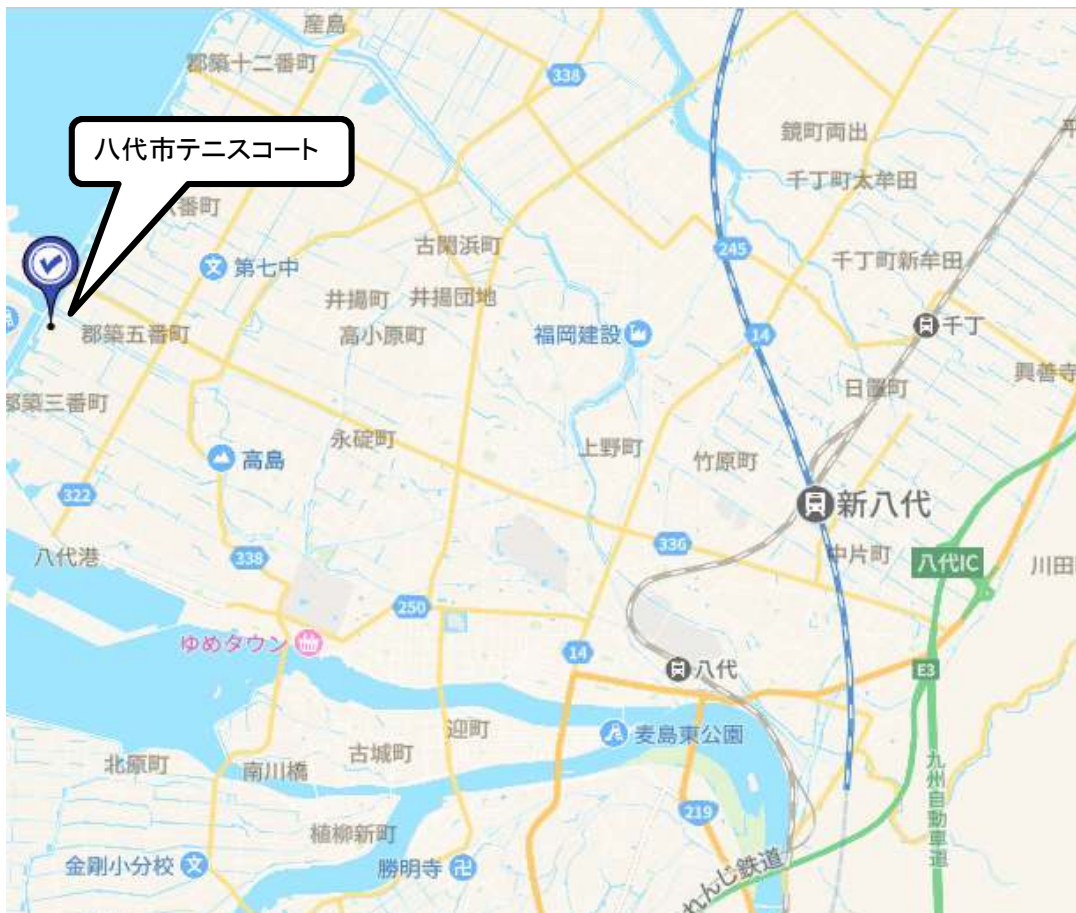 産島
郡築十二番町
338
鏡町両出
八代市テニスコート
千丁町太牟田
八番町
古閑浜町
245
千丁町新牟田
第七中
井揚町
井揚団地
郡築五番町
高小原町
福岡建設
14
千丁
興善寺
日置町
郡築三番町
永碇町
上野町
竹原町
高島
322
新八代
八代港
338
336
中片町
八代IC
川田
250
ゆめタウン
14
八代
E3
迎町
麦島東公園
古城町
北原町
南川橋
九州自動車道
219
植柳新町
金剛小分校
勝明寺
れんじ鉄道